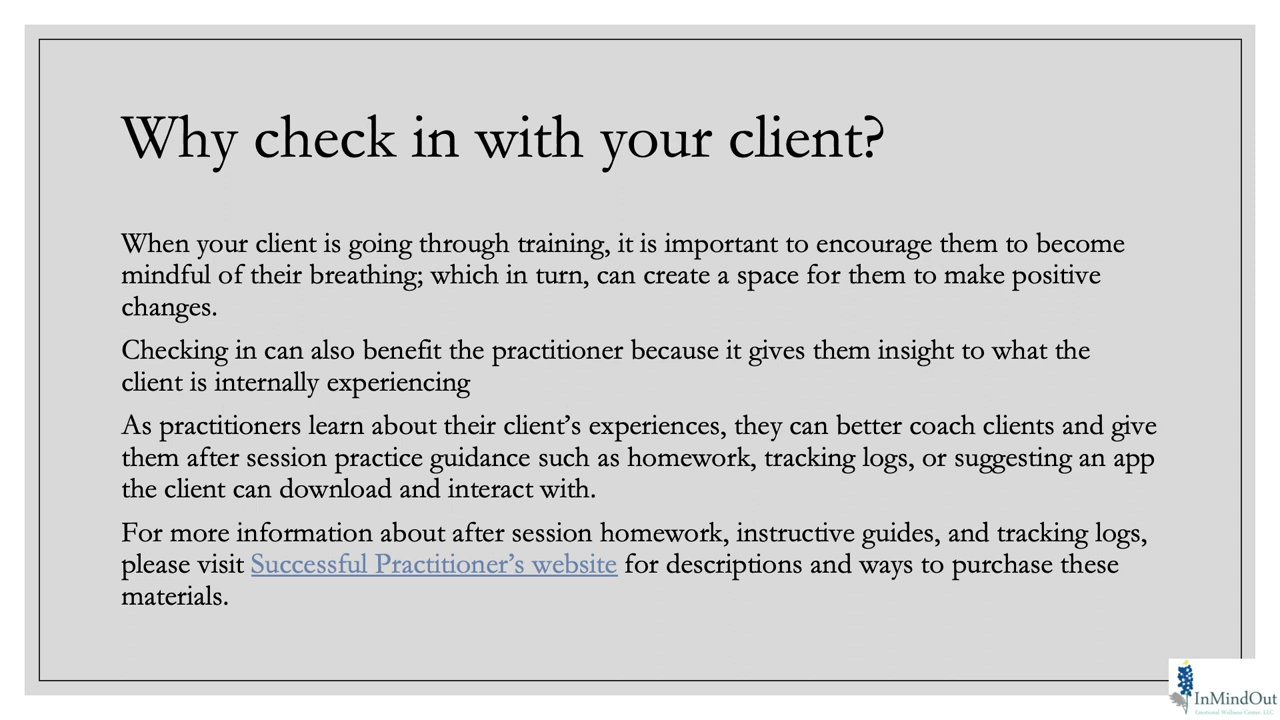 Why check in with your client?
When your client is going through training, it is important to encourage them to become
mindful of their breathing; which in turn, can create a space for them to make positive
changes.
Checking in can also benefit the practitioner because it gives them insight to what the
client is internally experiencing
As practitioners learn about their client’s experiences, they can better coach clients and give
them after session practice guidance such as homework, tracking logs, or suggesting an app
the client can download and interact with.
For more information about after session homework, instructive guides, and tracking logs,
please visit Successful Practitioner’s website for descriptions and ways to purchase these
materials.
InMindOut
Emotional Wellness Center, LLC.